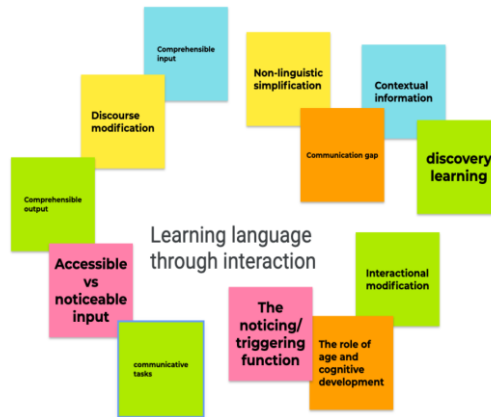 Comprehensible
input
Non-linguistic
simplification
Contextual
information
Discourse
modification
Communication gap
discovery
learning
Comprehensible
output
Learning language
through interaction
Accessible
vs
noticeable
input
Interactional
modification
The
noticing/
triggering
function
communicative
tasks
The role of
age and
cognitive
development